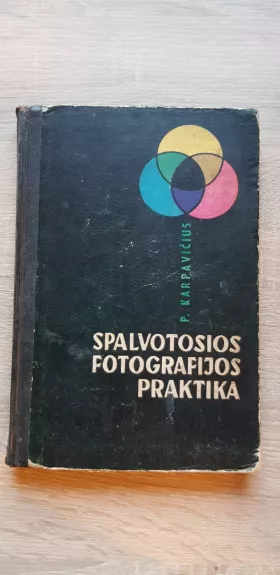 P. KARPAVIČIUS
SPALVOTOSIOS
FOTOGRAFIJOS
PRAKTIKA